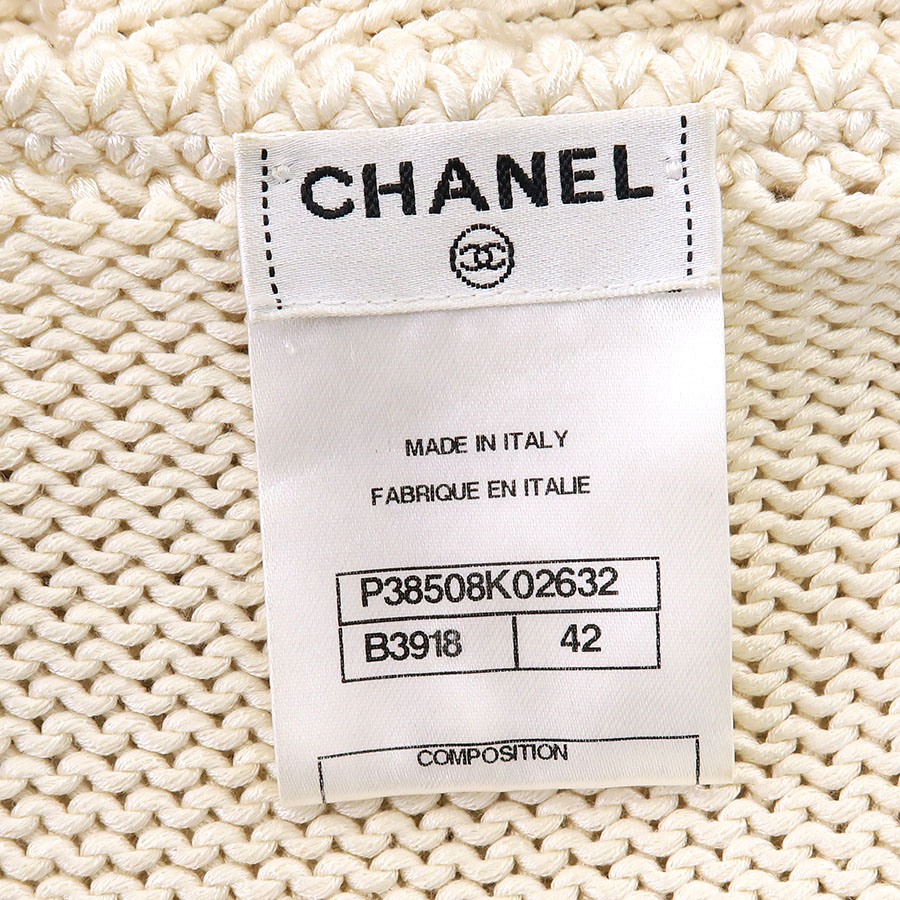 CHANEL
MADE IN ITALY
FABRIQUE EN ITALIE
P38508K02632
B3918 42
COMPOSITION